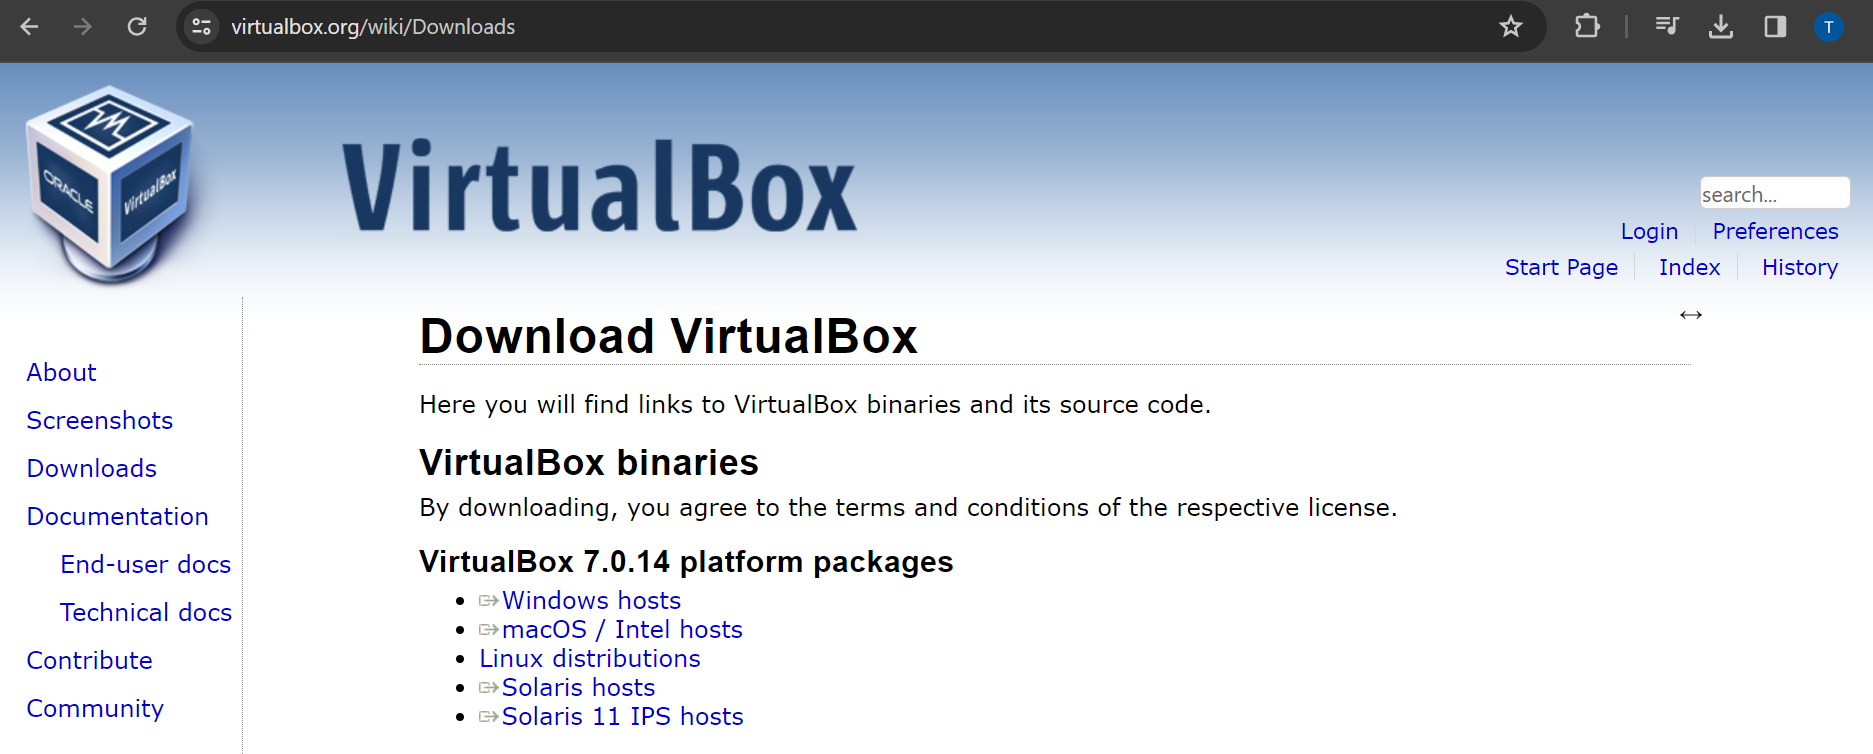 virtualbox.org/wiki/Downloads
T
ORACLE
VirtualBox
VirtualBox
search...
Login
Preferences
Start Page
Index
History
About
Screenshots
Downloads
Documentation
End-user docs
Technical docs
Contribute
Community
Download VirtualBox
Here you will find links to VirtualBox binaries and its source code.
VirtualBox binaries
By downloading, you agree to the terms and conditions of the respective license.
VirtualBox 7.0.14 platform packages
Windows hosts
macOS / Intel hosts
Linux distributions
Solaris hosts
Solaris 11 IPS hosts